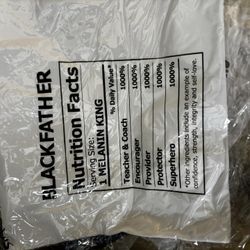 BLACKFATHER
Nutrition Facts
Serving Size:
1 MELANIN KING
% Daily Value*
Teacher & Coach 1000%
Encourager 1000%
Provider 1000%
Protector 1000%
Superhero 1000%
*Other ingredients include an example of
confidence, strength, integrity and self-love.